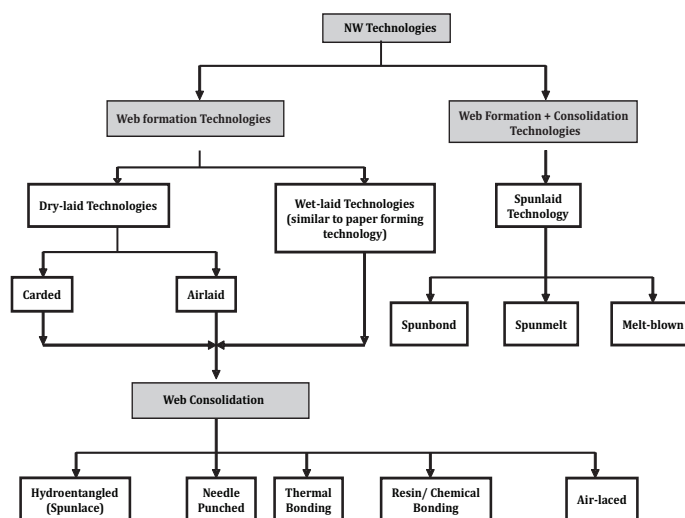 NW Technologies
Web formation Technologies
Web Formation + Consolidation
Technologies
Dry-laid Technologies
Wet-laid Technologies
(similar to paper forming
technology)
Spunlaid
Technology
Carded
Airlaid
Spunbond
Spunmelt
Melt-blown
Web Consolidation
Hydroentangled
(Spunlace)
Needle
Punched
Thermal
Bonding
Resin/ Chemical
Bonding
Air-laced